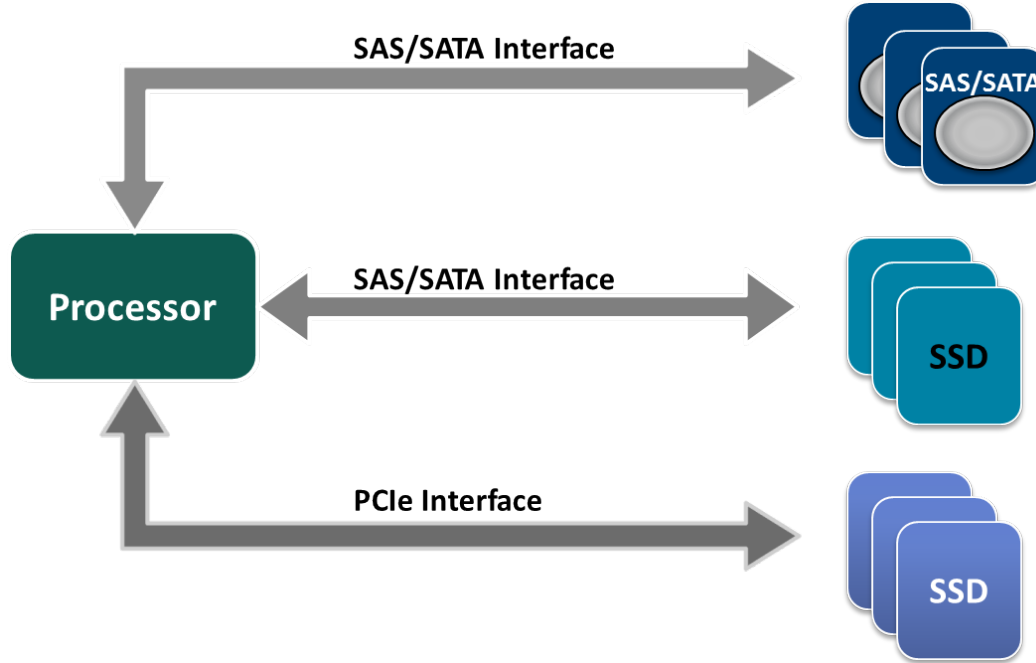 SAS/SATA Interface
SAS/SATA
Processor
SAS/SATA Interface
SSD
PCIe Interface
SSD